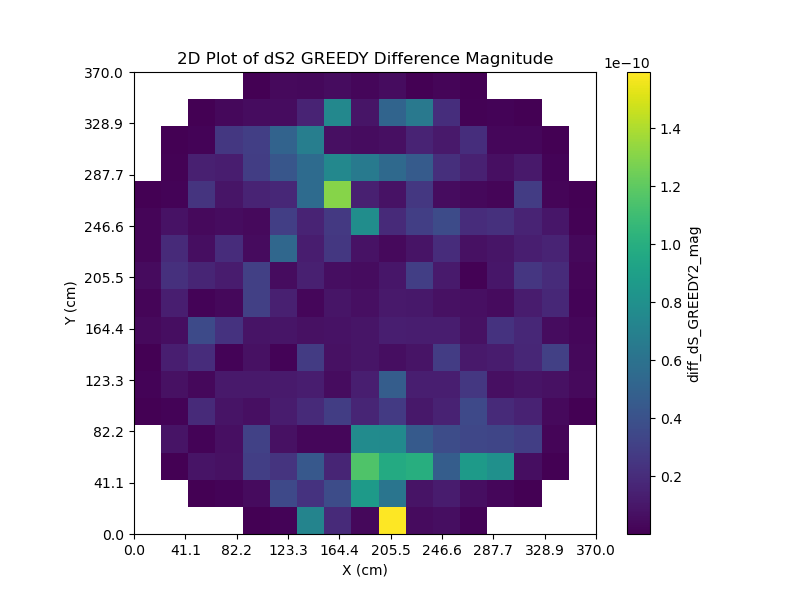 2D Plot of dS2 GREEDY Difference Magnitude
1e−10
370.0
328.9
287.7
246.6
205.5
164.4
123.3
82.2
41.1
0.0
Y (cm)
0.0 41.1 82.2 123.3 164.4 205.5 246.6 287.7 328.9 370.0
X (cm)
1.4
1.2
1.0
0.8
0.6
0.4
0.2
diff_dS_GREEDY2_mag